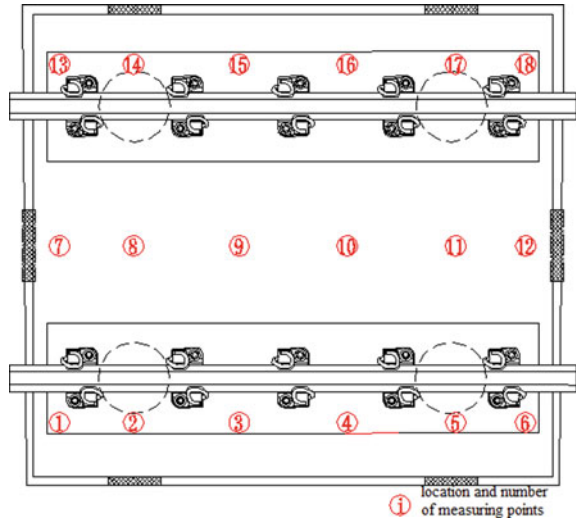 ⑬ ⑭ ⑮ ⑯ ⑰ ⑱
⑦ ⑧ ⑨ ⑩ ⑪ ⑫
① ② ③ ④ ⑤ ⑥
ⓘ location and number
of measuring points